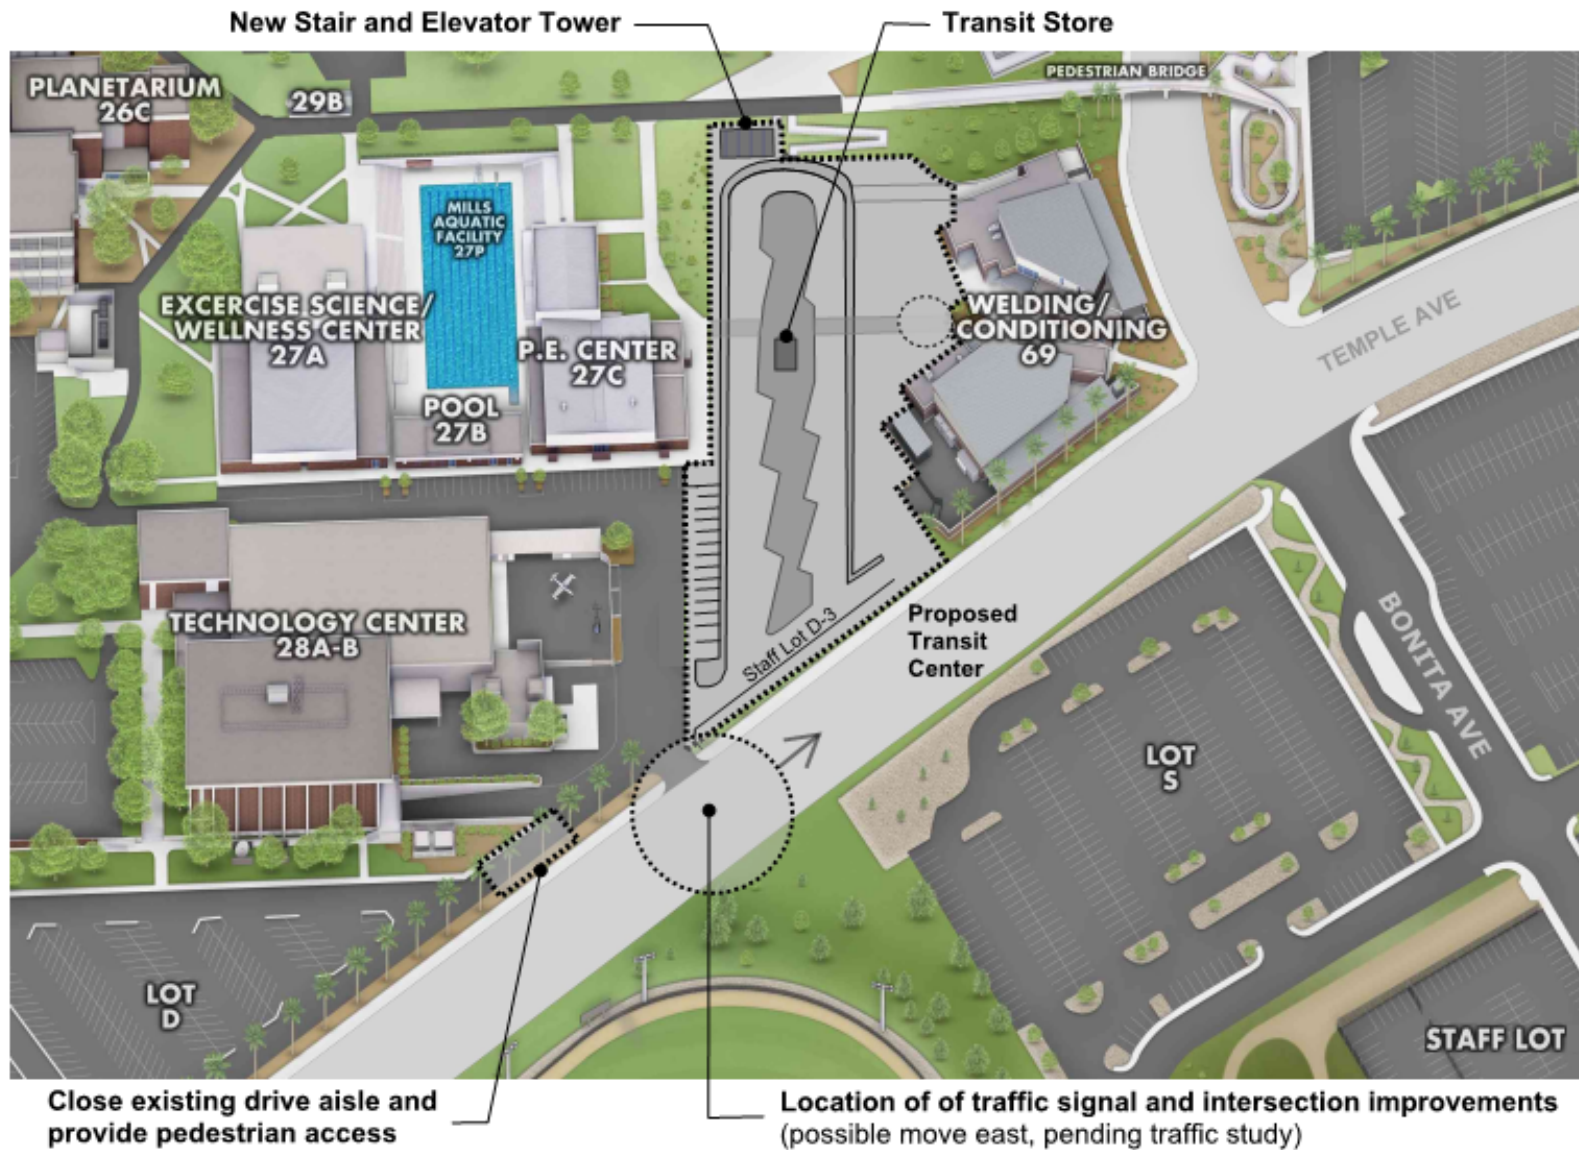 New Stair and Elevator Tower
Transit Store
PLANETARIUM
26C
29B
PEDESTRIAN BRIDGE
MILLS
AQUATIC
FACILITY
27P
EXCERCISE SCIENCE/
WELLNESS CENTER
27A
P.E. CENTER
27C
POOL
27B
WELDING/
CONDITIONING
69
TEMPLE AVE
TECHNOLOGY CENTER
28A-B
Staff Lot D-3
Proposed
Transit
Center
BONITA AVE
LOT
S
LOT
D
STAFF LOT
Close existing drive aisle and
provide pedestrian access
Location of of traffic signal and intersection improvements
(possible move east, pending traffic study)